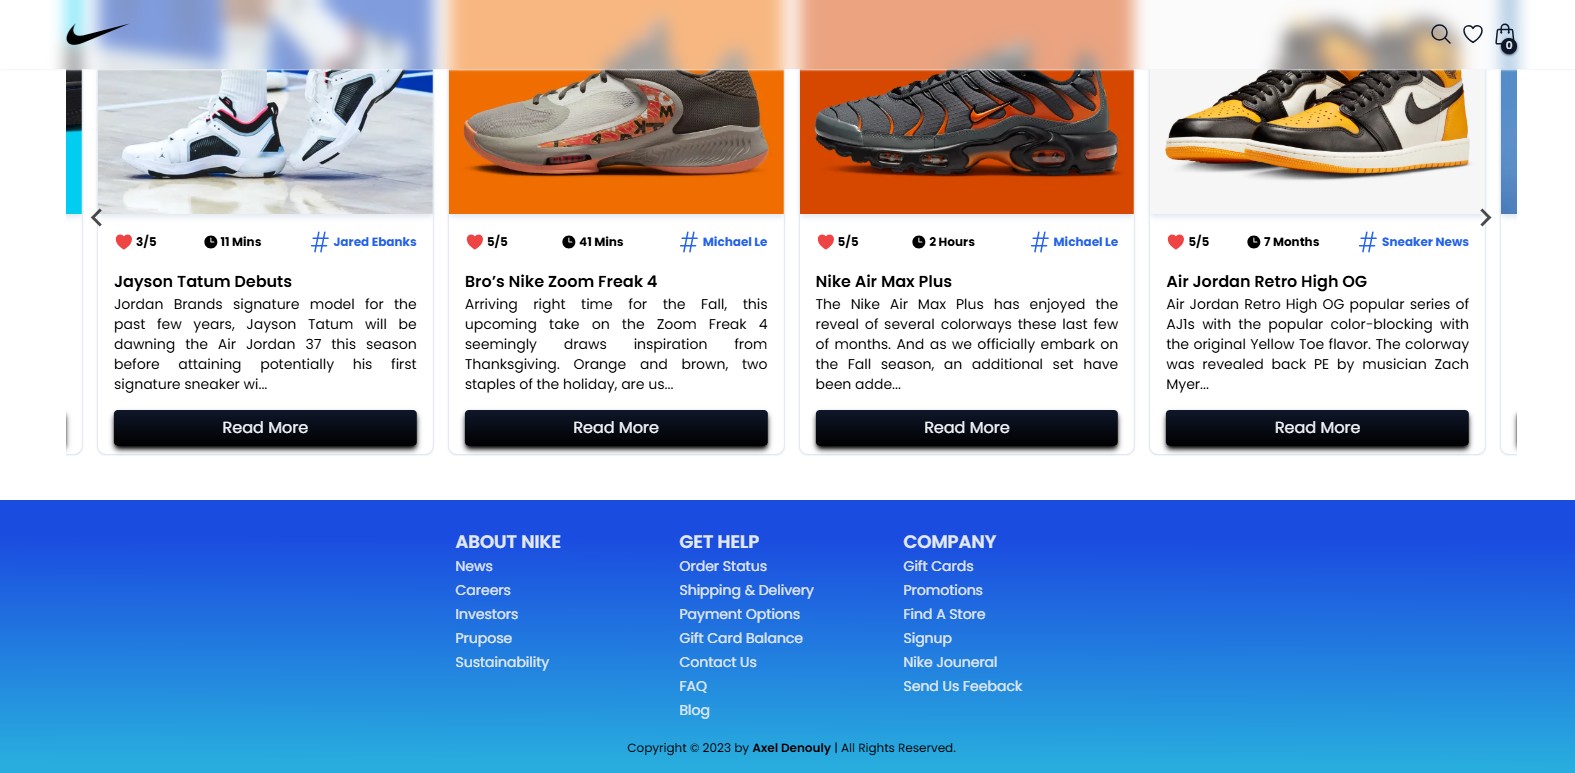 0
3/5 11 Mins # Jared Ebanks
Jayson Tatum Debuts
Jordan Brands signature model for the
past few years, Jayson Tatum will be
dawning the Air Jordan 37 this season
before attaining potentially his first
signature sneaker wi...
Read More
5/5 41 Mins # Michael Le
Bro’s Nike Zoom Freak 4
Arriving right time for the Fall, this
upcoming take on the Zoom Freak 4
seemingly draws inspiration from
Thanksgiving. Orange and brown, two
staples of the holiday, are us...
Read More
5/5 2 Hours # Michael Le
Nike Air Max Plus
The Nike Air Max Plus has enjoyed the
reveal of several colorways these last few
of months. And as we officially embark on
the Fall season, an additional set have
been adde...
Read More
5/5 7 Months # Sneaker News
Air Jordan Retro High OG
Air Jordan Retro High OG popular series of
AJ1s with the popular color-blocking with
the original Yellow Toe flavor. The colorway
was revealed back PE by musician Zach
Myer...
Read More
ABOUT NIKE
News
Careers
Investors
Prupose
Sustainability
GET HELP
Order Status
Shipping & Delivery
Payment Options
Gift Card Balance
Contact Us
FAQ
Blog
COMPANY
Gift Cards
Promotions
Find A Store
Signup
Nike Jouneral
Send Us Feeback
Copyright © 2023 by Axel Denouly | All Rights Reserved.